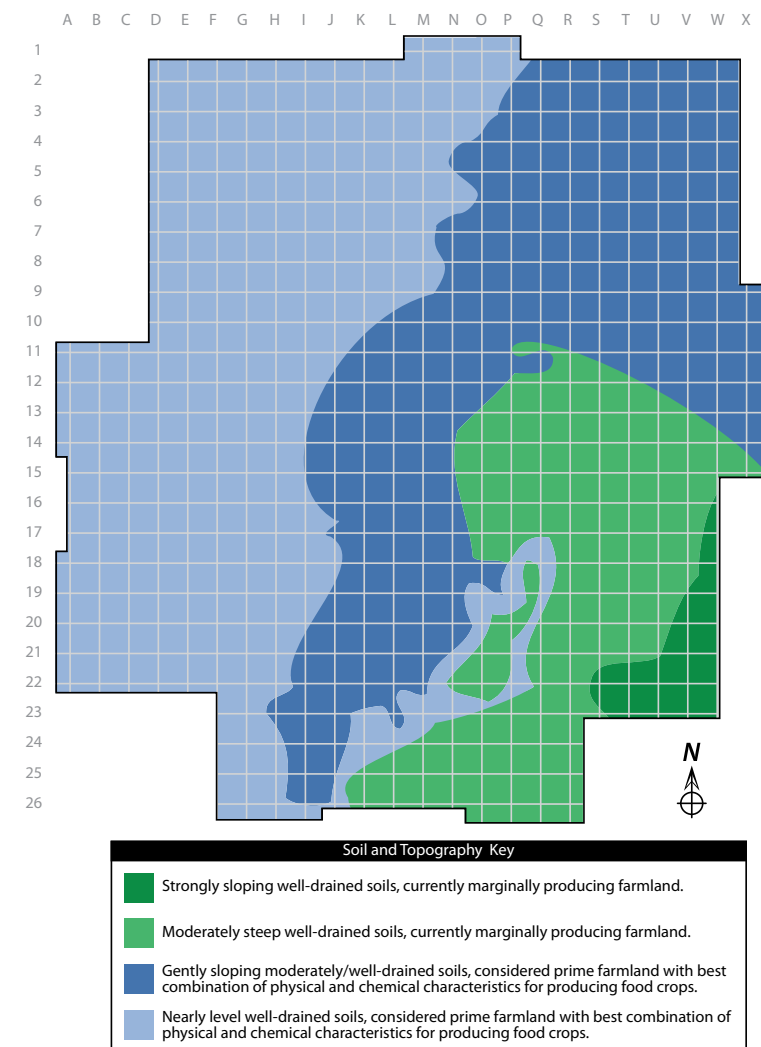 A B C D E F G H I J K L M N O P Q R S T U V W X
1
2
3
4
5
6
7
8
9
10
11
12
13
14
15
16
17
18
19
20
21
22
23
24
25
26
N
Soil and Topography Key
Strongly sloping well-drained soils, currently marginally producing farmland.
Moderately steep well-drained soils, currently marginally producing farmland.
Gently sloping moderately/well-drained soils, considered prime farmland with best
combination of physical and chemical characteristics for producing food crops.
Nearly level well-drained soils, considered prime farmland with best combination of
physical and chemical characteristics for producing food crops.